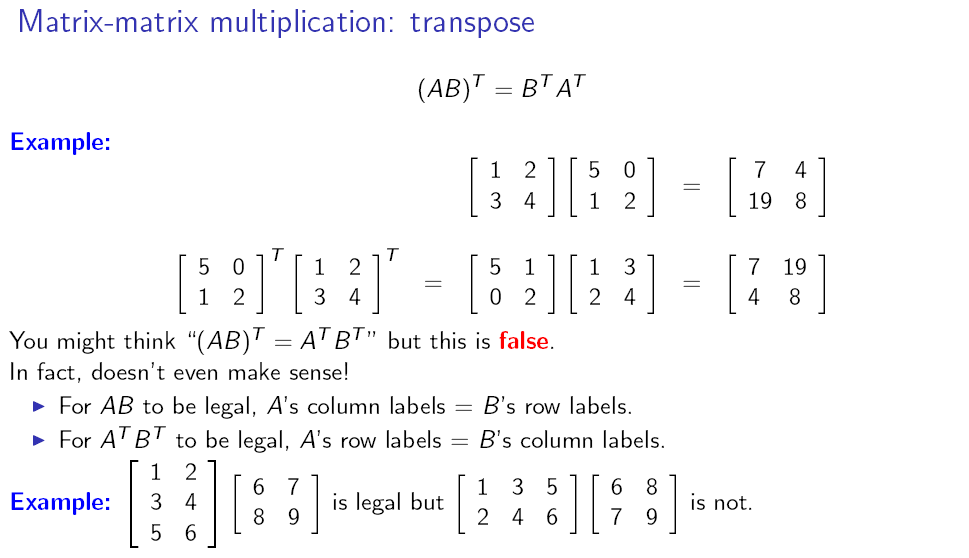 Matrix-matrix multiplication: transpose
(AB)^T = B^T A^T
Example:
[ 1 2 ; 3 4 ] [ 5 0 ; 1 2 ] = [ 7 4 ; 19 8 ]
[ 5 0 ; 1 2 ]^T [ 1 2 ; 3 4 ]^T = [ 5 1 ; 0 2 ] [ 1 3 ; 2 4 ] = [ 7 19 ; 4 8 ]
You might think “(AB)^T = A^T B^T” but this is false.
In fact, doesn't even make sense!
▶ For AB to be legal, A's column labels = B's row labels.
▶ For A^T B^T to be legal, A's row labels = B's column labels.
Example: [ 1 2 ; 3 4 ; 5 6 ] [ 6 7 ; 8 9 ] is legal but [ 1 3 5 ; 2 4 6 ] [ 6 8 ; 7 9 ] is not.